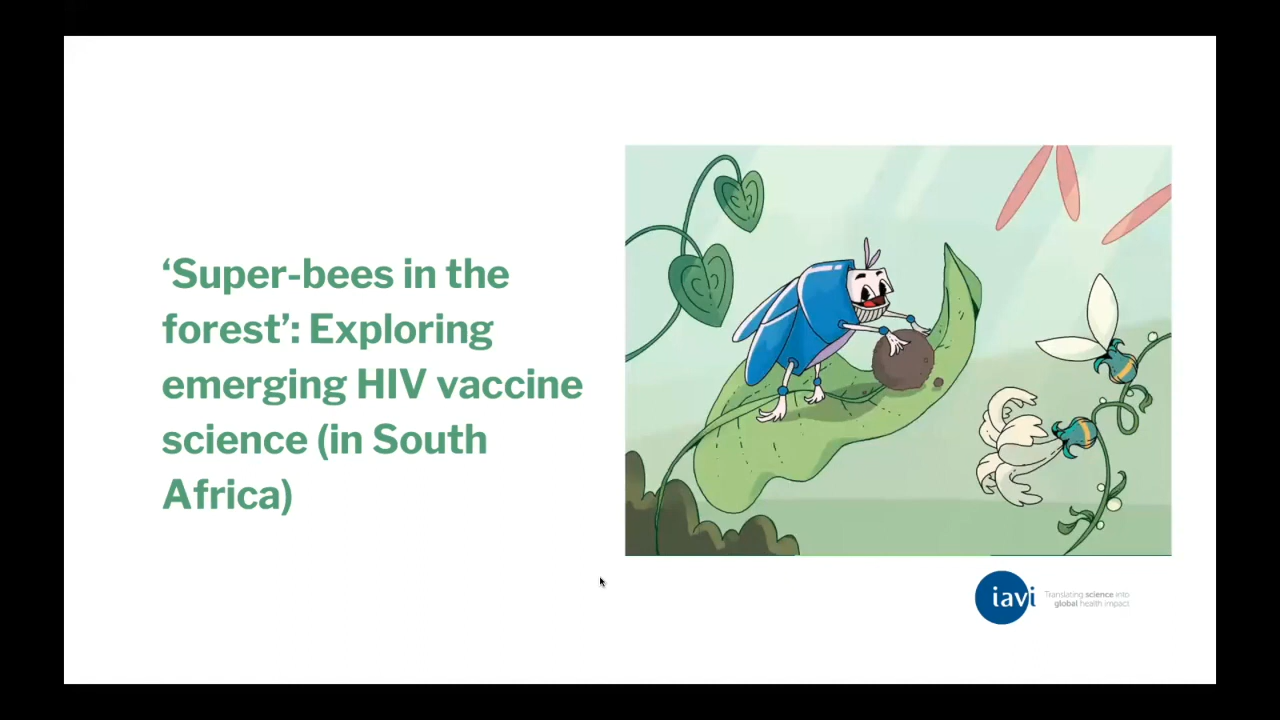 ‘Super-bees in the
forest’: Exploring
emerging HIV vaccine
science (in South
Africa)
iavi
Translating science into
global health impact